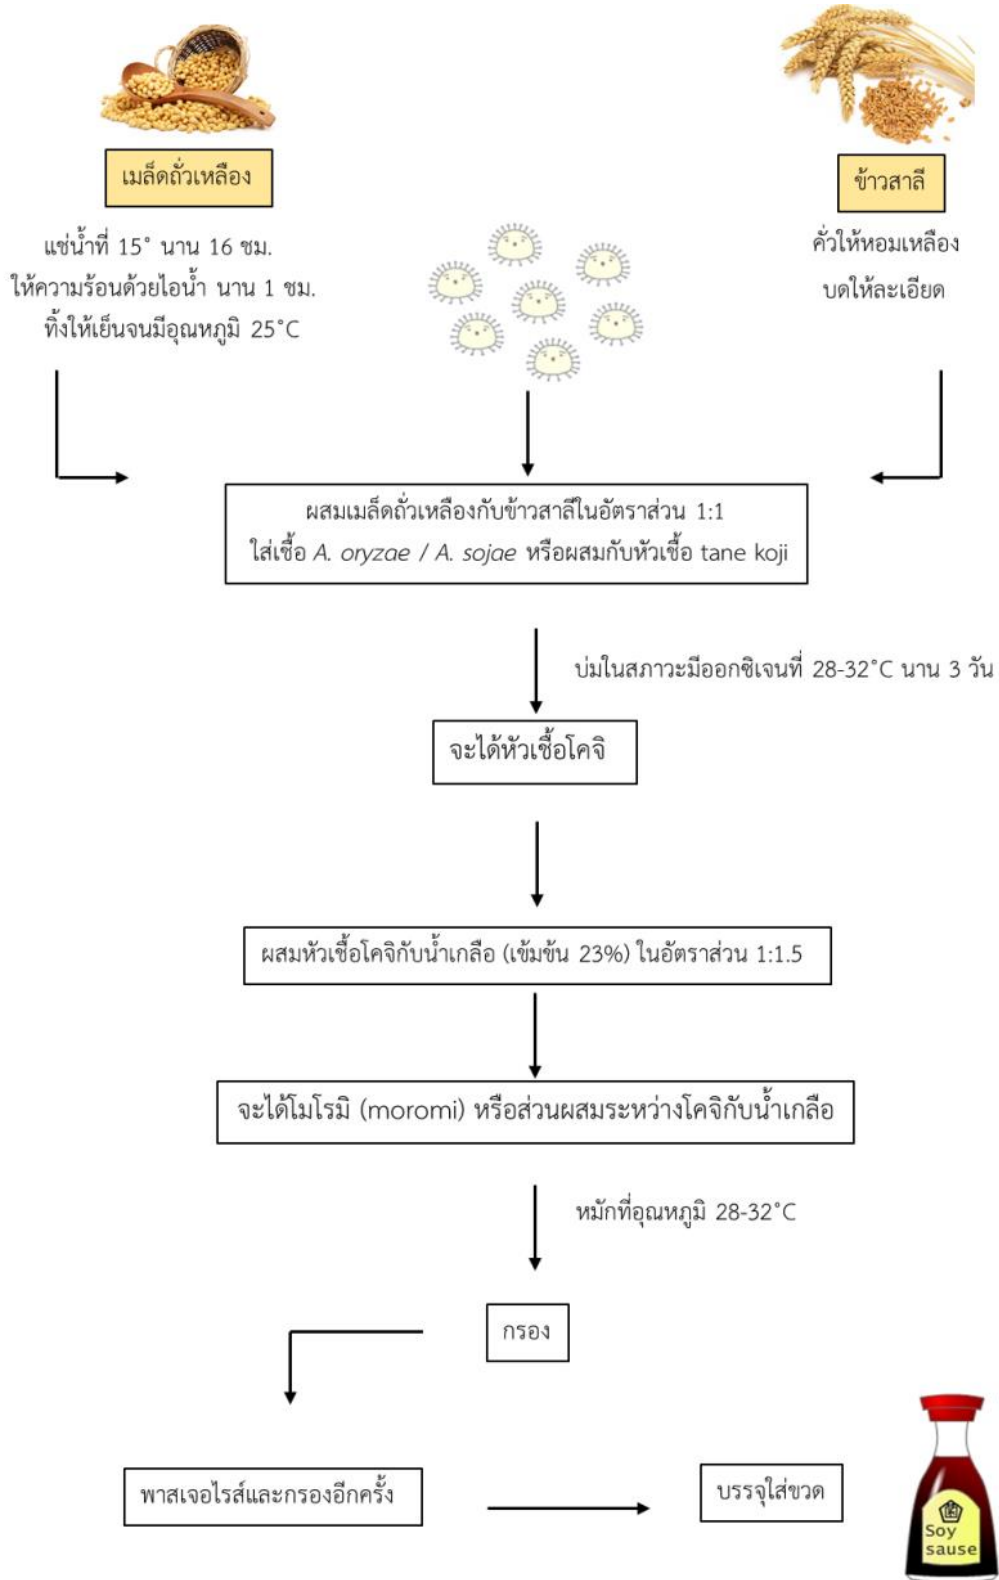 เมล็ดถั่วเหลือง
แช่น้ำที่ 15˚ นาน 16 ชม.
ให้ความร้อนด้วยไอน้ำ นาน 1 ชม.
ทิ้งให้เย็นจนมีอุณหภูมิ 25˚C
ข้าวสาลี
คั่วให้หอมเหลือง
บดให้ละเอียด
ผสมเมล็ดถั่วเหลืองกับข้าวสาลีในอัตราส่วน 1:1
ใส่เชื้อ A. oryzae / A. sojae หรือผสมกับหัวเชื้อ tane koji
บ่มในสภาวะมีออกซิเจนที่ 28-32˚C นาน 3 วัน
จะได้หัวเชื้อโคจิ
ผสมหัวเชื้อโคจิกับน้ำเกลือ (เข้มข้น 23%) ในอัตราส่วน 1:1.5
จะได้โมโรมิ (moromi) หรือส่วนผสมระหว่างโคจิกับน้ำเกลือ
หมักที่อุณหภูมิ 28-32˚C
กรอง
พาสเจอไรส์และกรองอีกครั้ง
บรรจุใส่ขวด
Soy
sause